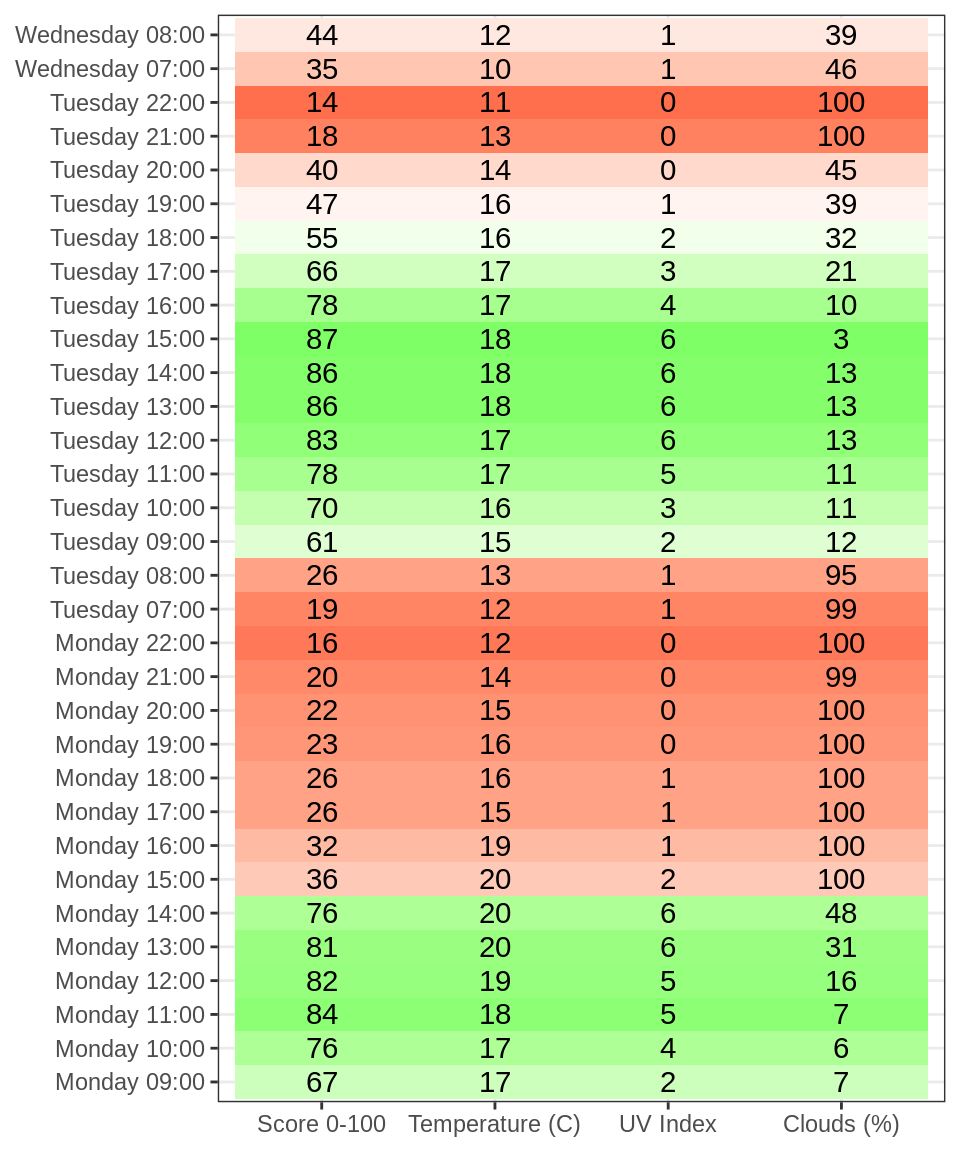 Wednesday 08:00 44 12 1 39
Wednesday 07:00 35 10 1 46
Tuesday 22:00 14 11 0 100
Tuesday 21:00 18 13 0 100
Tuesday 20:00 40 14 0 45
Tuesday 19:00 47 16 1 39
Tuesday 18:00 55 16 2 32
Tuesday 17:00 66 17 3 21
Tuesday 16:00 78 17 4 10
Tuesday 15:00 87 18 6 3
Tuesday 14:00 86 18 6 13
Tuesday 13:00 86 18 6 13
Tuesday 12:00 83 17 6 13
Tuesday 11:00 78 17 5 11
Tuesday 10:00 70 16 3 11
Tuesday 09:00 61 15 2 12
Tuesday 08:00 26 13 1 95
Tuesday 07:00 19 12 1 99
Monday 22:00 16 12 0 100
Monday 21:00 20 14 0 99
Monday 20:00 22 15 0 100
Monday 19:00 23 16 0 100
Monday 18:00 26 16 1 100
Monday 17:00 26 15 1 100
Monday 16:00 32 19 1 100
Monday 15:00 36 20 2 100
Monday 14:00 76 20 6 48
Monday 13:00 81 20 6 31
Monday 12:00 82 19 5 16
Monday 11:00 84 18 5 7
Monday 10:00 76 17 4 6
Monday 09:00 67 17 2 7
Score 0-100 Temperature (C) UV Index Clouds (%)